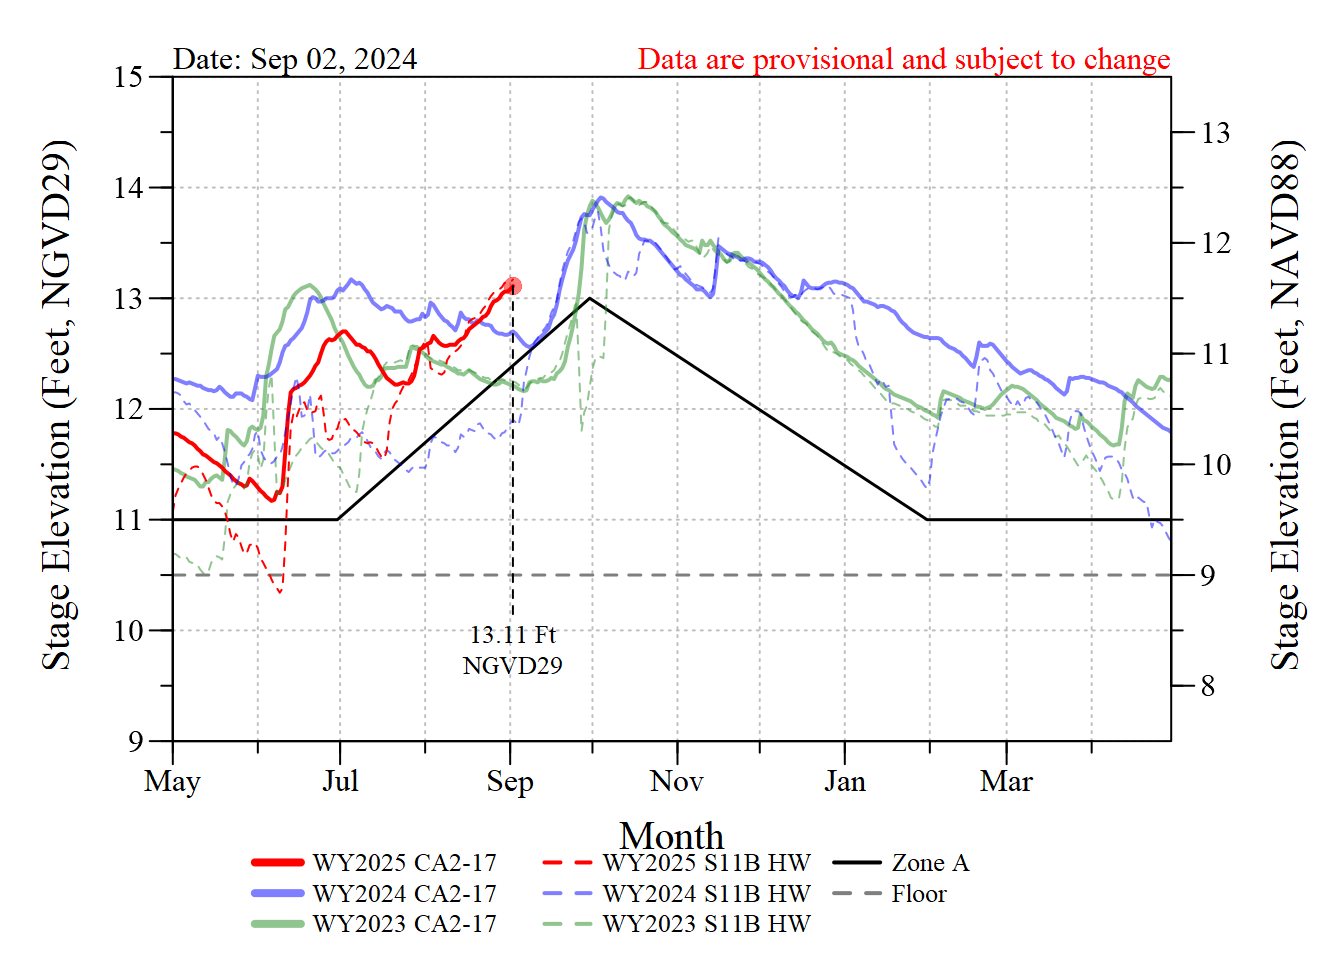 Date: Sep 02, 2024
Data are provisional and subject to change
15
14
13
12
11
10
9
Stage Elevation (Feet, NGVD29)
13
12
11
10
9
8
Stage Elevation (Feet, NAVD88)
13.11 Ft
NGVD29
May
Jul
Sep
Nov
Jan
Mar
Month
WY2025 CA2-17
WY2024 CA2-17
WY2023 CA2-17
WY2025 S11B HW
WY2024 S11B HW
WY2023 S11B HW
Zone A
Floor